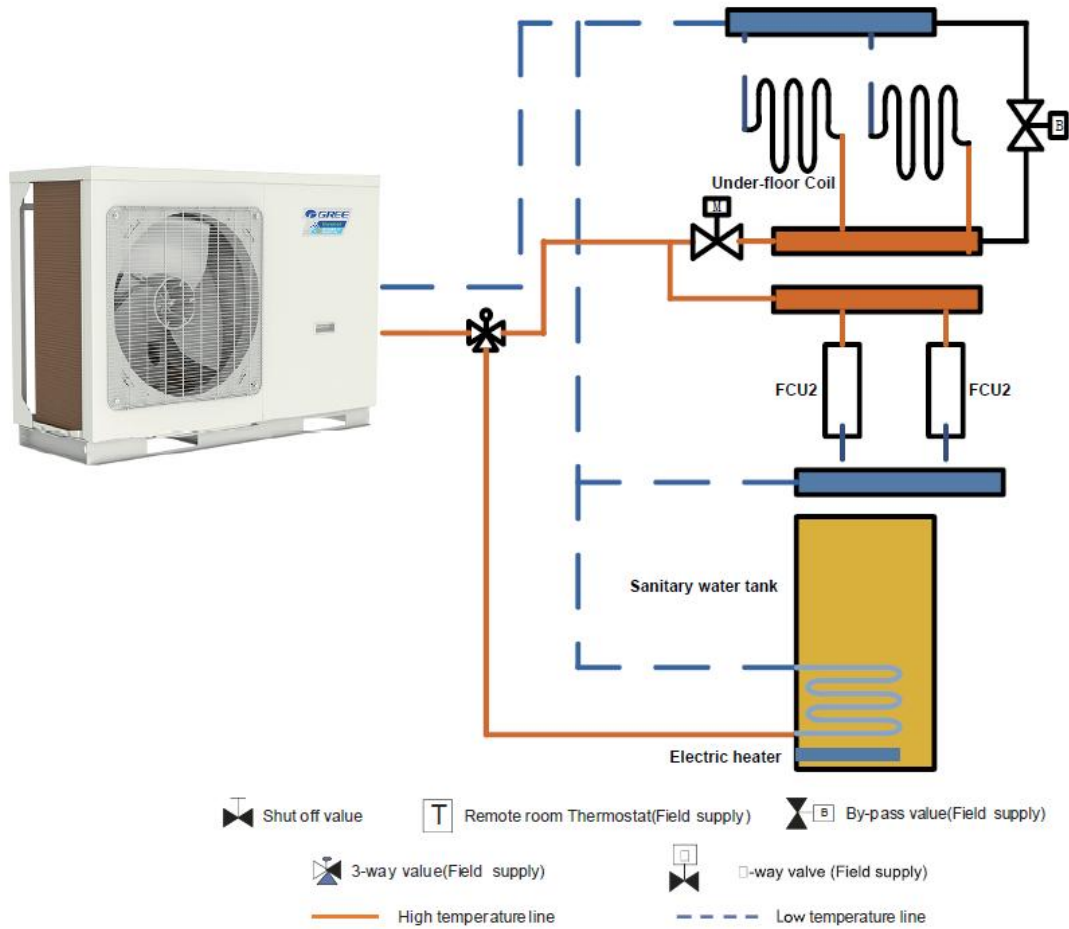 B
Under-floor Coil
M
GREE
FCU2
FCU2
Sanitary water tank
Electric heater
Shut off value
T
Remote room Thermostat(Field supply)
B
By-pass value(Field supply)
3-way value(Field supply)
□-way valve (Field supply)
High temperature line
Low temperature line